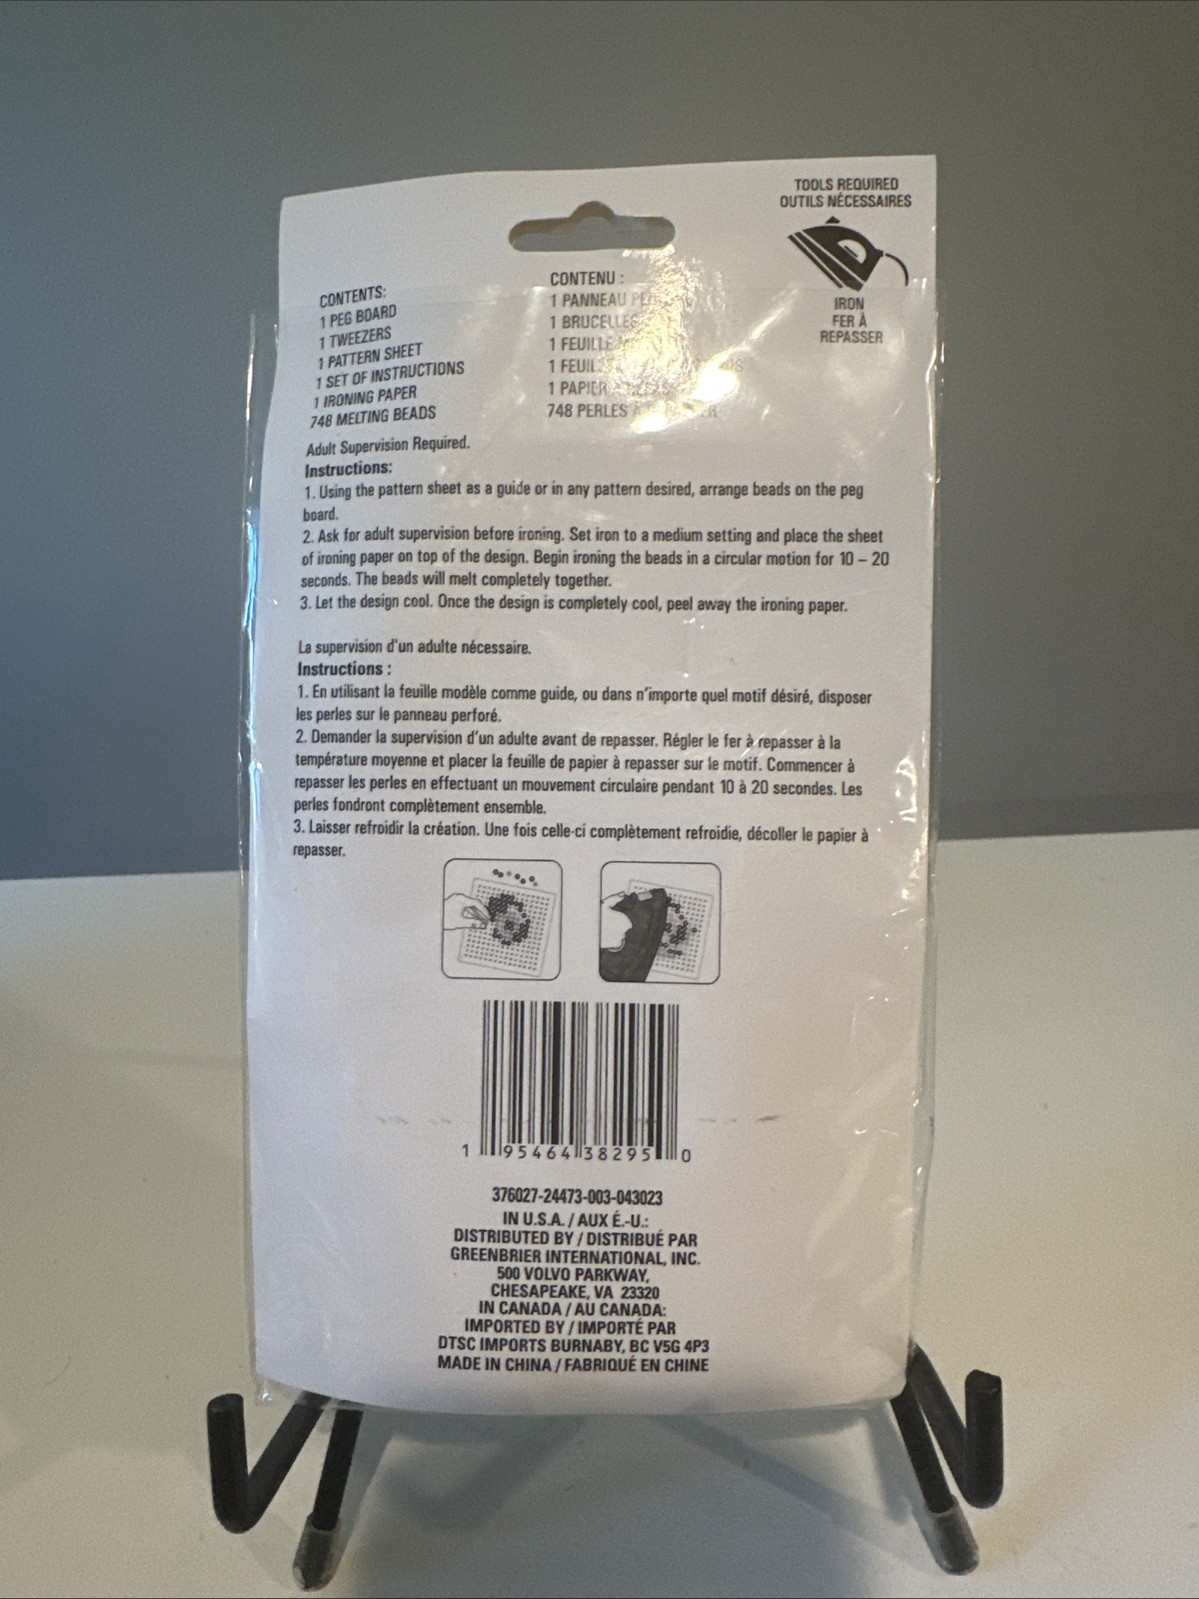 TOOLS REQUIRED
OUTILS NÉCESSAIRES
IRON
FER À
REPASSER
CONTENTS:
1 PEG BOARD
1 TWEEZERS
1 PATTERN SHEET
1 SET OF INSTRUCTIONS
1 IRONING PAPER
748 MELTING BEADS
CONTENU :
1 PANNEAU
1 BRUCELLES
1 FEUILLE
1
1 PAPIER
748 PERLES
Adult Supervision Required.
Instructions:
1. Using the pattern sheet as a guide or in any pattern desired, arrange beads on the peg
board.
2. Ask for adult supervision before ironing. Set iron to a medium setting and place the sheet
of ironing paper on top of the design. Begin ironing the beads in a circular motion for 10 – 20
seconds. The beads will melt completely together.
3. Let the design cool. Once the design is completely cool, peel away the ironing paper.
La supervision d'un adulte nécessaire.
Instructions :
1. En utilisant la feuille modèle comme guide, ou dans n'importe quel motif désiré, disposer
les perles sur le panneau perforé.
2. Demander la supervision d'un adulte avant de repasser. Régler le fer à repasser à la
température moyenne et placer la feuille de papier à repasser sur le motif. Commencer à
repasser les perles en effectuant un mouvement circulaire pendant 10 à 20 secondes. Les
perles fondront complètement ensemble.
3. Laisser refroidir la création. Une fois celle-ci complètement refroidie, décoller le papier à
repasser.
1 95464 38295 0
376027-24473-003-043023
IN U.S.A. / AUX É.-U.:
DISTRIBUTED BY / DISTRIBUÉ PAR
GREENBRIER INTERNATIONAL, INC.
500 VOLVO PARKWAY,
CHESAPEAKE, VA 23320
IN CANADA / AU CANADA:
IMPORTED BY / IMPORTÉ PAR
DTSC IMPORTS BURNABY, BC V5G 4P3
MADE IN CHINA / FABRIQUÉ EN CHINE